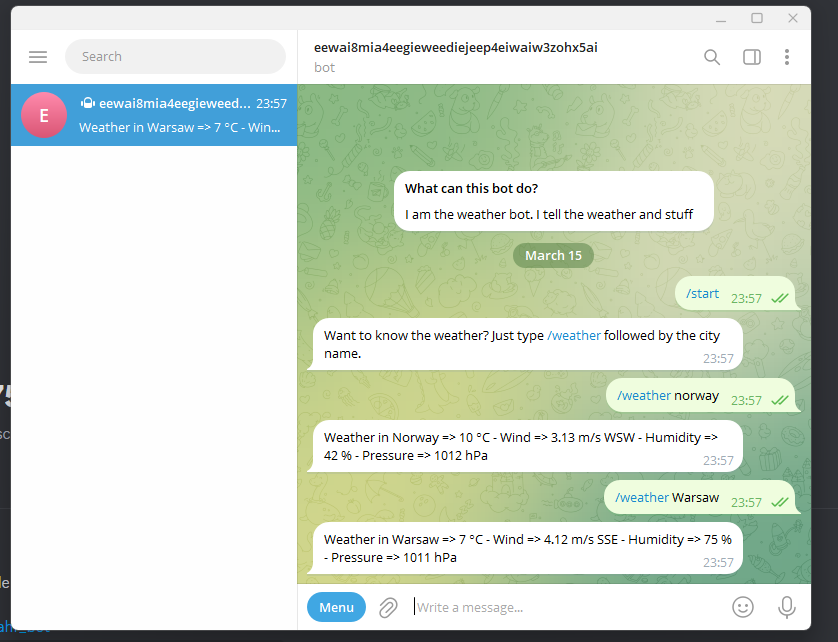 Search
E
eewai8mia4eegieweed... 23:57
Weather in Warsaw => 7 °C - Win...
eewai8mia4eegieweediejeep4eiwaiw3zohx5ai
bot
What can this bot do?
I am the weather bot. I tell the weather and stuff
March 15
/start 23:57
Want to know the weather? Just type /weather followed by the city
name.
23:57
/weather norway 23:57
Weather in Norway => 10 °C - Wind => 3.13 m/s WSW - Humidity =>
42 % - Pressure => 1012 hPa
23:57
/weather Warsaw 23:57
Weather in Warsaw => 7 °C - Wind => 4.12 m/s SSE - Humidity => 75 %
- Pressure => 1011 hPa
23:57
Menu
Write a message...